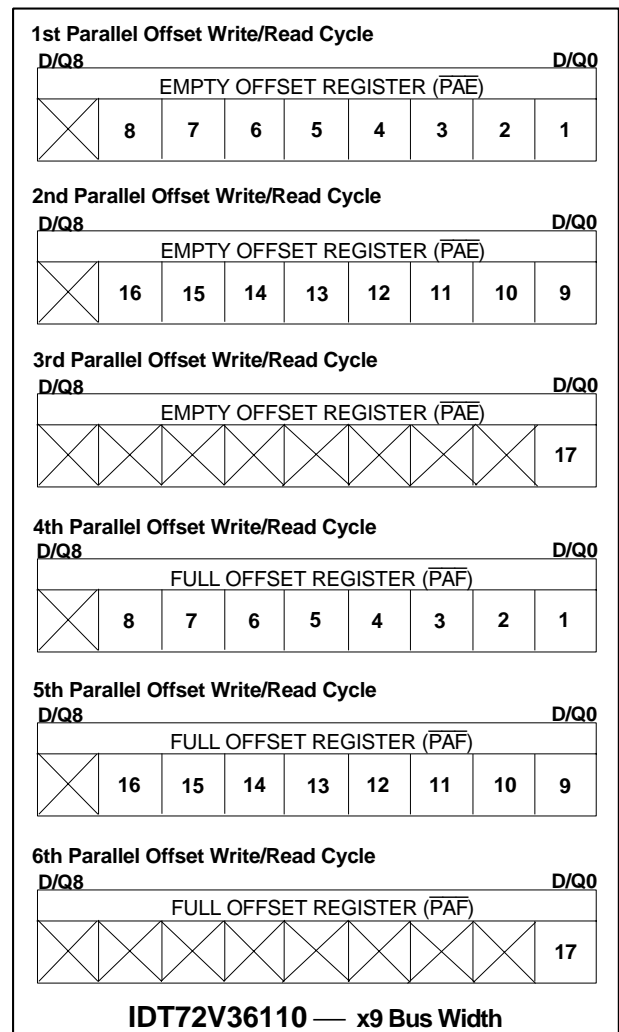 1st Parallel Offset Write/Read Cycle
D/Q8 D/Q0
EMPTY OFFSET REGISTER (PAE)
8 7 6 5 4 3 2 1
2nd Parallel Offset Write/Read Cycle
D/Q8 D/Q0
EMPTY OFFSET REGISTER (PAE)
16 15 14 13 12 11 10 9
3rd Parallel Offset Write/Read Cycle
D/Q8 D/Q0
EMPTY OFFSET REGISTER (PAE)
17
4th Parallel Offset Write/Read Cycle
D/Q8 D/Q0
FULL OFFSET REGISTER (PAF)
8 7 6 5 4 3 2 1
5th Parallel Offset Write/Read Cycle
D/Q8 D/Q0
FULL OFFSET REGISTER (PAF)
16 15 14 13 12 11 10 9
6th Parallel Offset Write/Read Cycle
D/Q8 D/Q0
FULL OFFSET REGISTER (PAF)
17
IDT72V36110 — x9 Bus Width